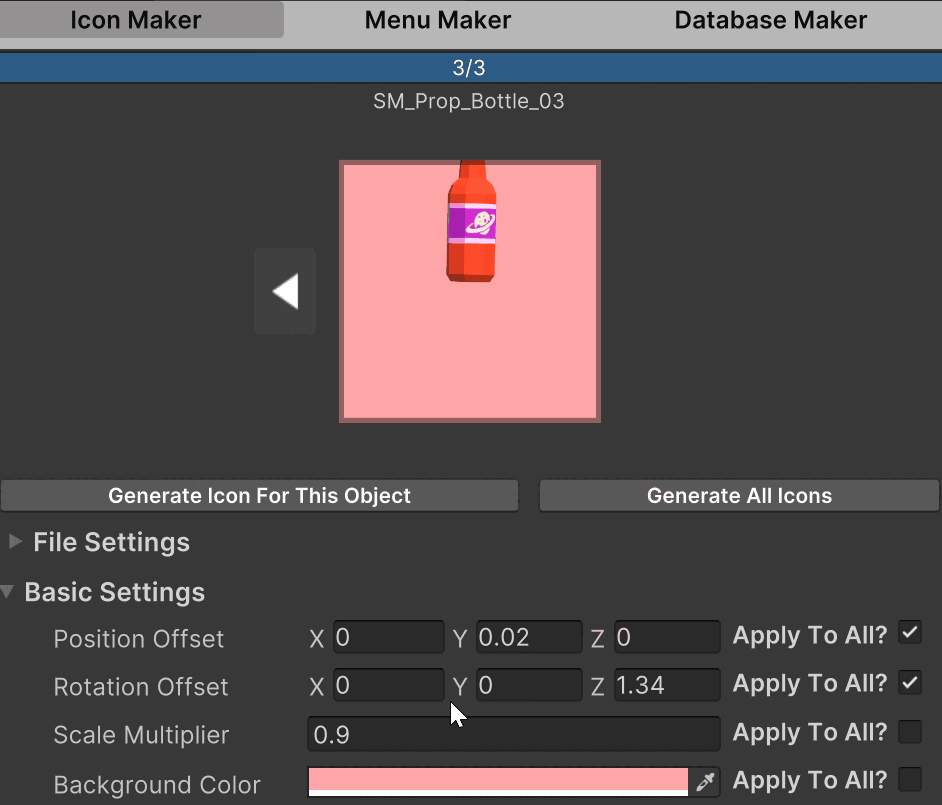 Icon Maker Menu Maker Database Maker
3/3
SM_Prop_Bottle_03
Generate Icon For This Object Generate All Icons
File Settings
Basic Settings
Position Offset X 0 Y 0.02 Z 0 Apply To All?
Rotation Offset X 0 Y 0 Z 1.34 Apply To All?
Scale Multiplier 0.9 Apply To All?
Background Color Apply To All?